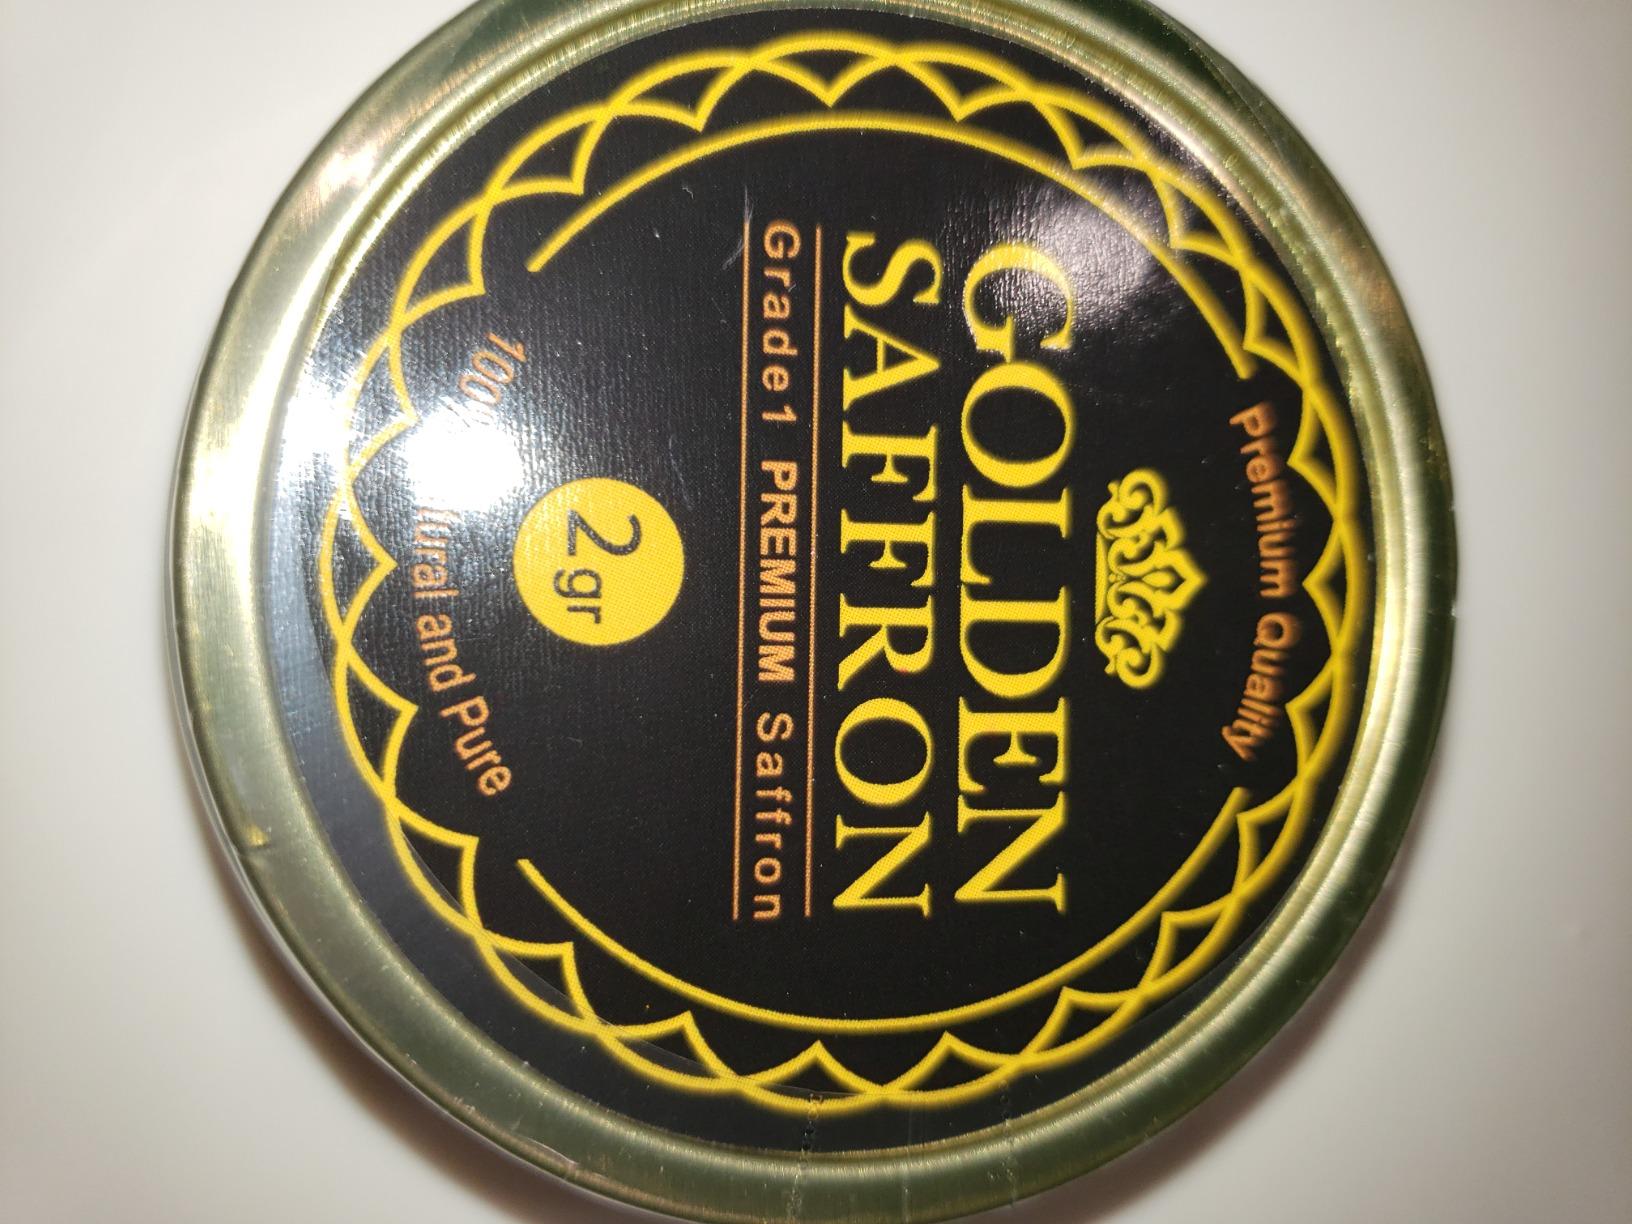 Premium Quality
GOLDEN
SAFFRON
Grade1 PREMIUM Saffron
2gr
100% and Pure